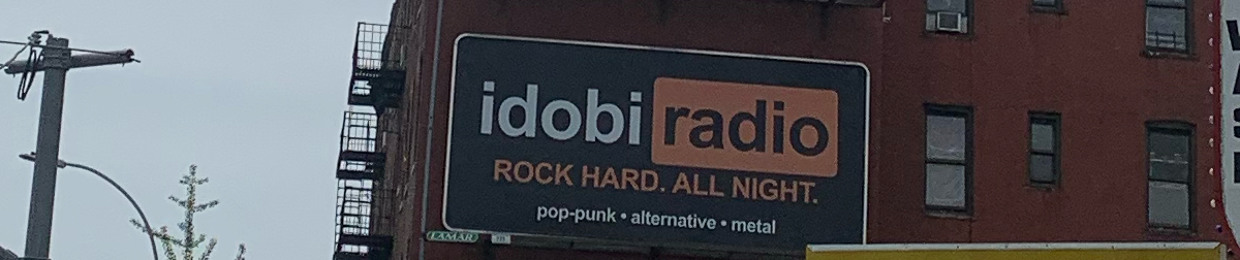 idobi radio
ROCK HARD. ALL NIGHT.
pop-punk • alternative • metal
LAMAR